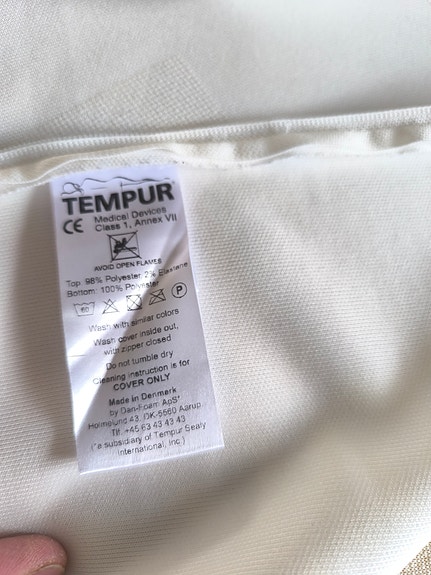 TEMPUR
CE Medical Devices
Class 1, Annex VII
AVOID OPEN FLAMES
Top: 98% Polyester, 2% Elastane
Bottom: 100% Polyester
60 P
Wash with similar colors
Wash cover inside out,
with zipper closed
Do not tumble dry
Cleaning instruction is for
COVER ONLY
Made in Denmark
by Dan-Foam ApS*
Holmelund 43, DK-5560 Aarup
Tlf. +45 63 43 43 43
(*a subsidiary of Tempur Sealy
International, Inc.)